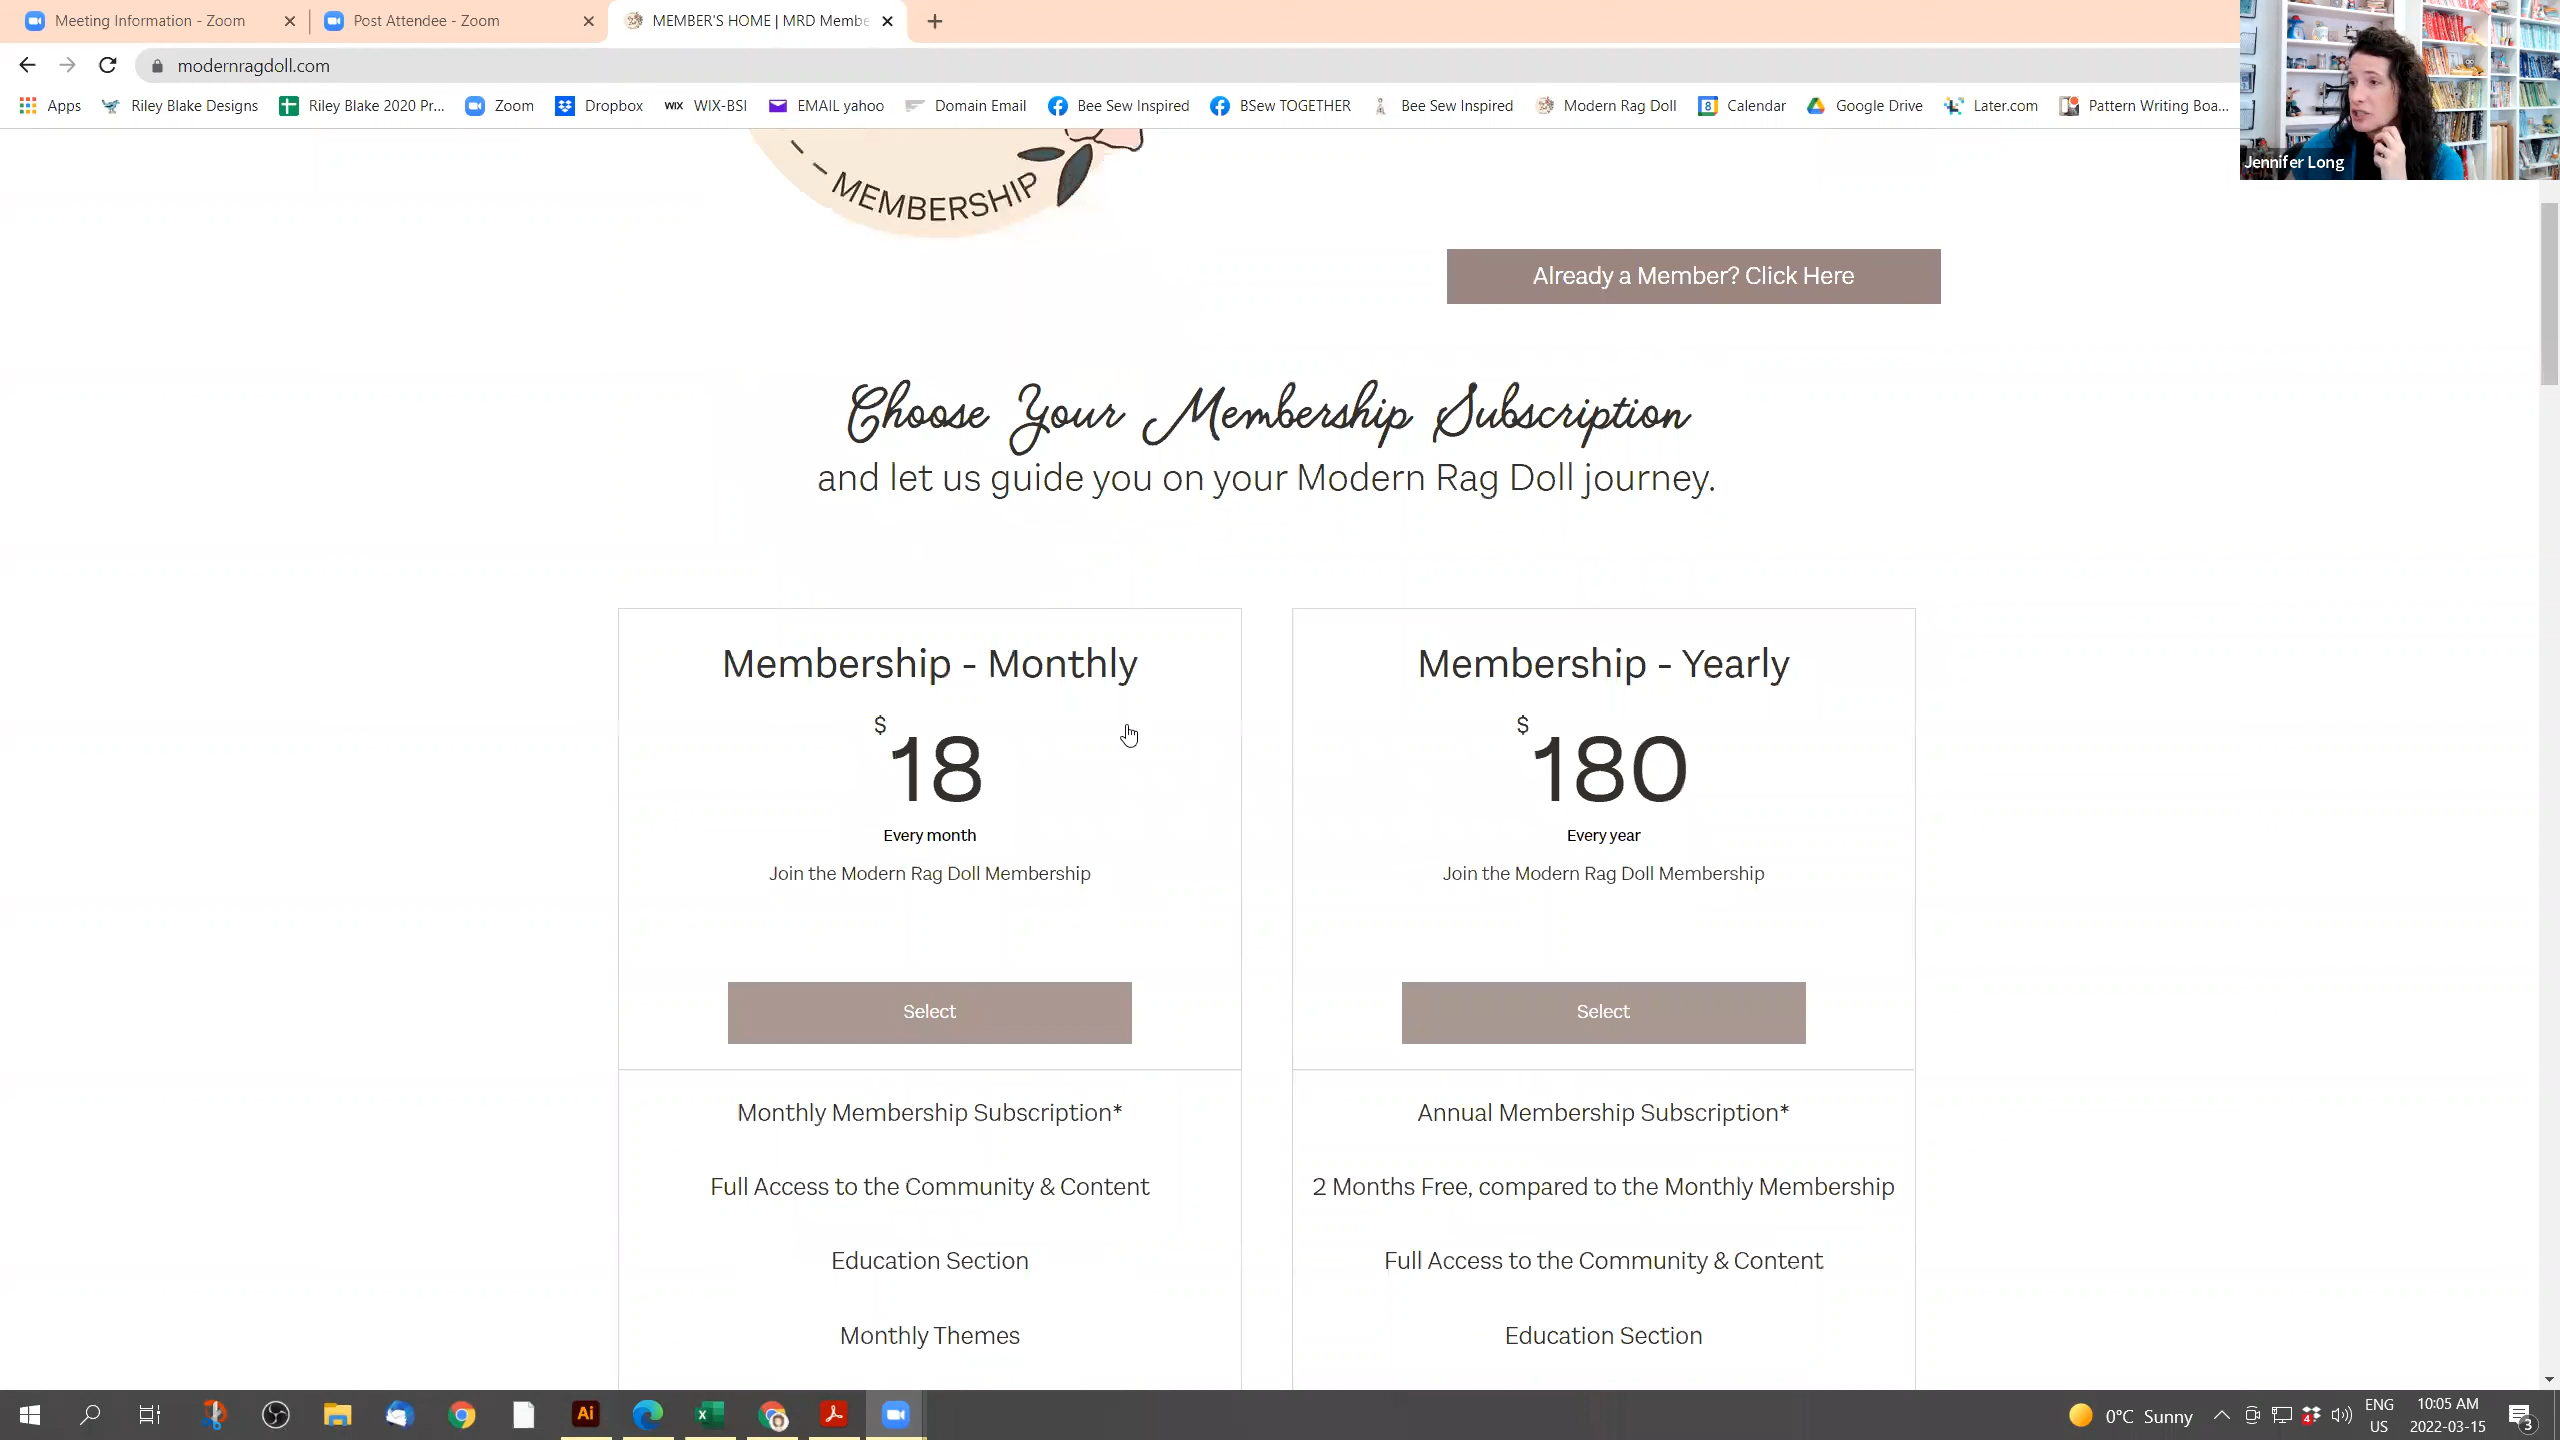 Meeting Information - Zoom
Post Attendee - Zoom
MEMBER'S HOME | MRD Membe
modernragdoll.com
Apps
Riley Blake Designs
Riley Blake 2020 Pr...
Zoom
Dropbox
WIX WIX-BSI
EMAIL yahoo
Domain Email
Bee Sew Inspired
BSew TOGETHER
Bee Sew Inspired
Modern Rag Doll
8 Calendar
Google Drive
Later.com
Pattern Writing Boa...
Jennifer Long
MEMBERSHIP
Already a Member? Click Here
Choose Your Membership Subscription
and let us guide you on your Modern Rag Doll journey.
Membership - Monthly
$18
Every month
Join the Modern Rag Doll Membership
Select
Monthly Membership Subscription*
Full Access to the Community & Content
Education Section
Monthly Themes
Membership - Yearly
$180
Every year
Join the Modern Rag Doll Membership
Select
Annual Membership Subscription*
2 Months Free, compared to the Monthly Membership
Full Access to the Community & Content
Education Section
Ai
0°C Sunny
4
ENG
US
10:05 AM
2022-03-15
3